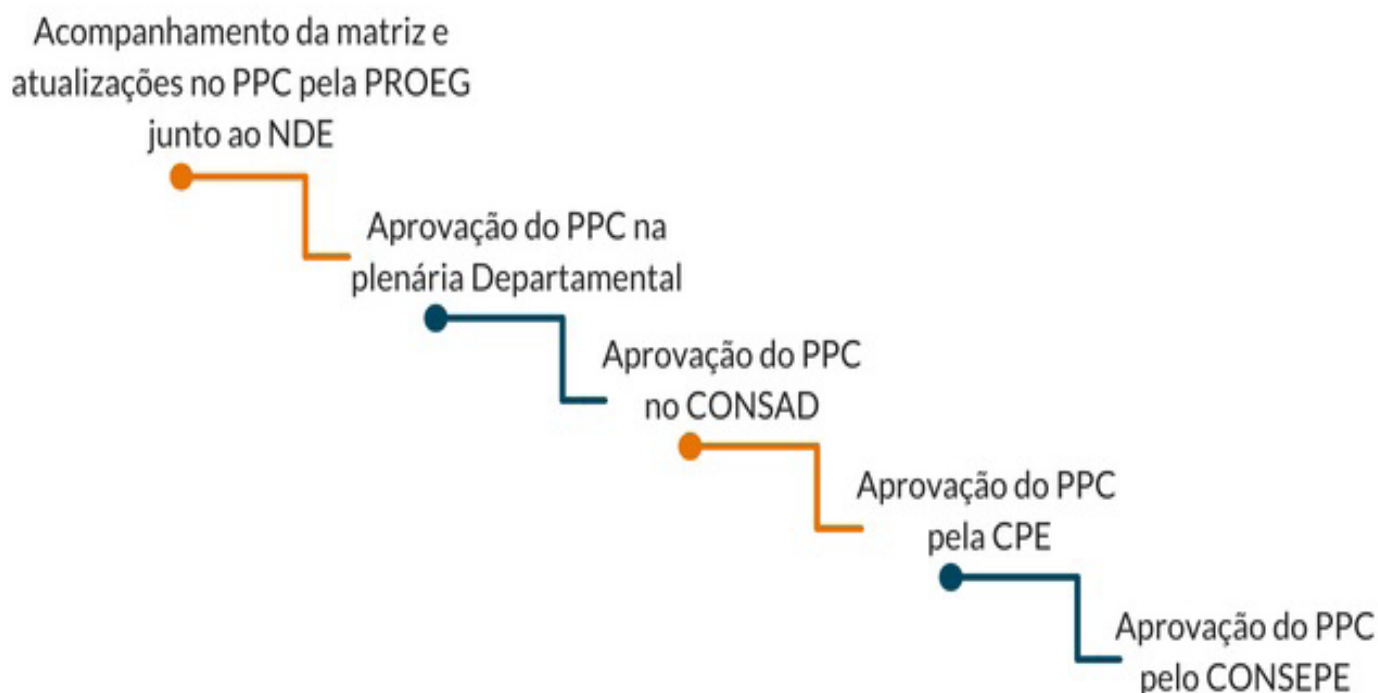 Acompanhamento da matriz e
atualizações no PPC pela PROEG
junto ao NDE
Aprovação do PPC na
plenária Departamental
Aprovação do PPC
no CONSAD
Aprovação do PPC
pela CPE
Aprovação do PPC
pelo CONSEPE